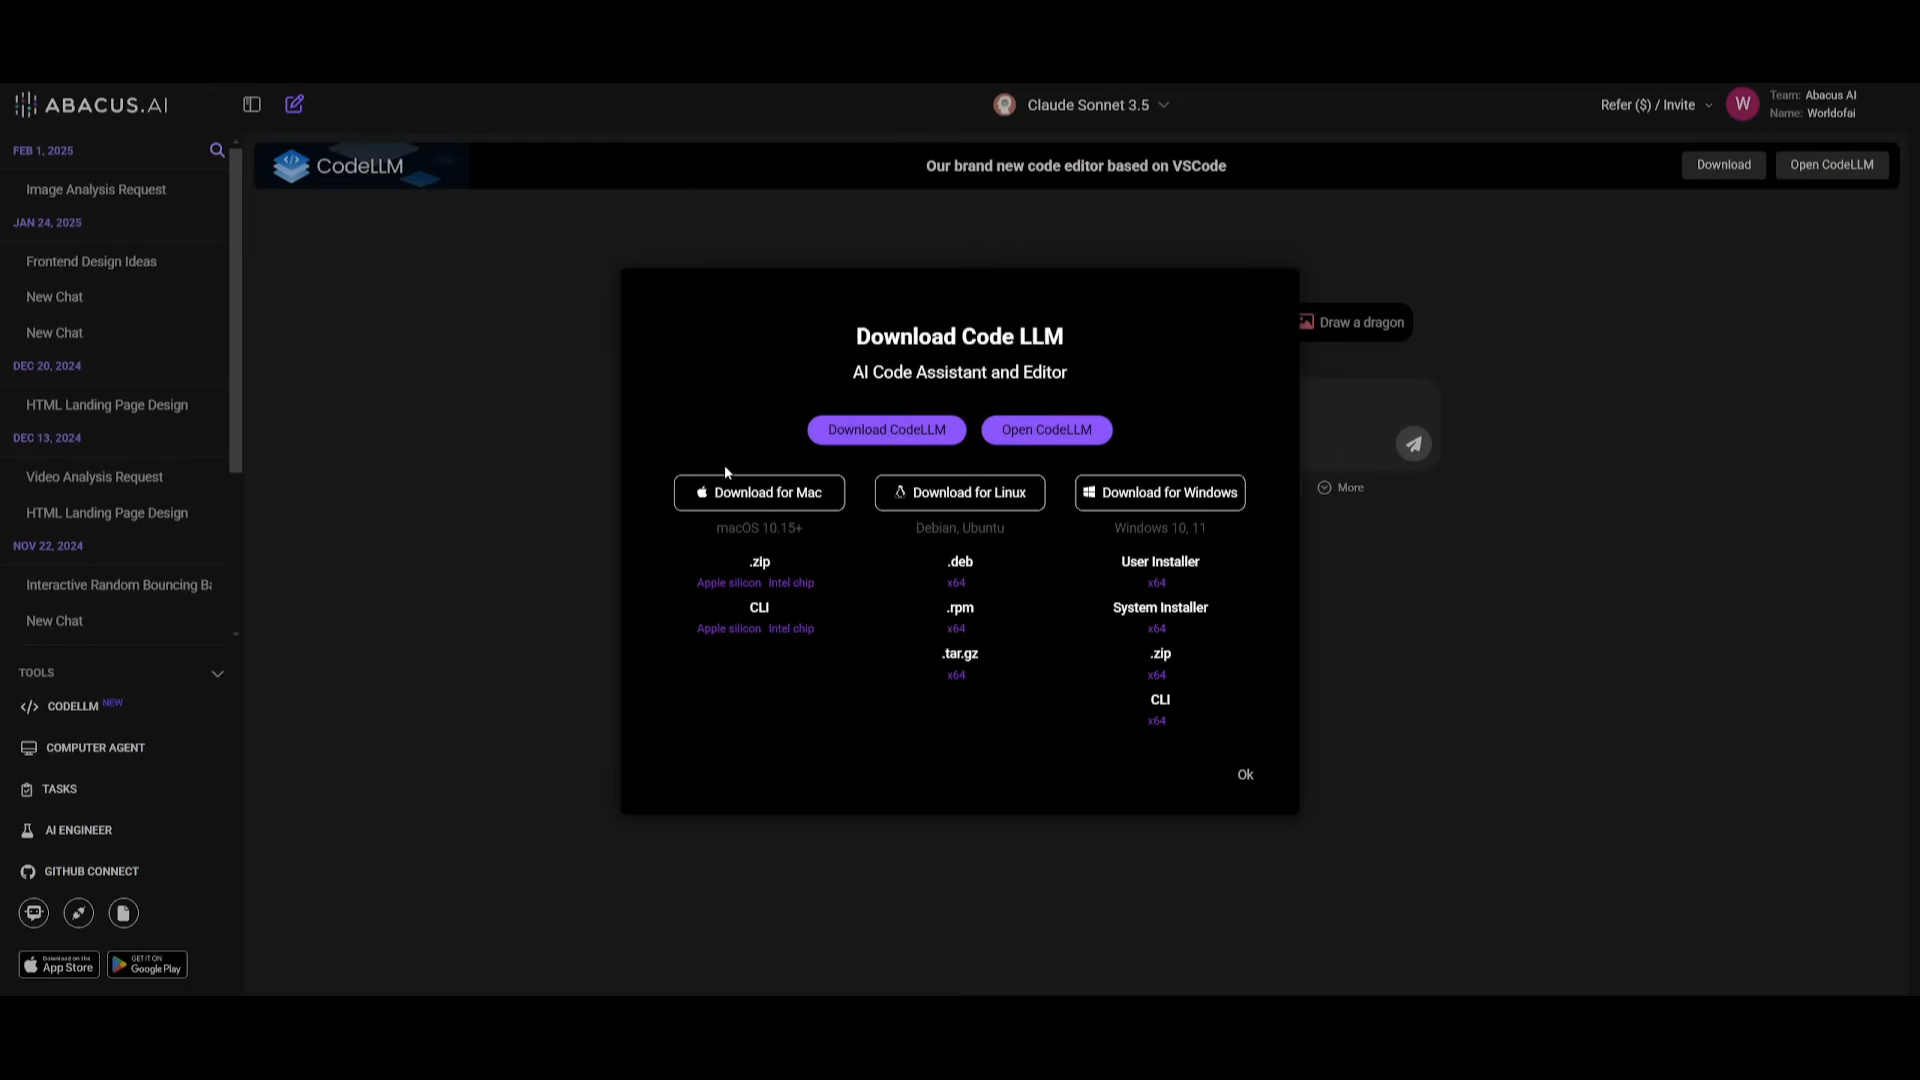 ABACUS.AI
Claude Sonnet 3.5
Refer ($) / Invite
W
Team: Abacus AI
Name: Worldofai
FEB 1, 2025
Image Analysis Request
JAN 24, 2025
Frontend Design Ideas
New Chat
New Chat
DEC 20, 2024
HTML Landing Page Design
DEC 13, 2024
Video Analysis Request
HTML Landing Page Design
NOV 22, 2024
Interactive Random Bouncing Ba
New Chat
TOOLS
CODELLM NEW
COMPUTER AGENT
TASKS
AI ENGINEER
GITHUB CONNECT
Download on the
App Store
GET IT ON
Google Play
CodeLLM
Our brand new code editor based on VSCode
Download
Open CodeLLM
Draw a dragon
More
Download Code LLM
AI Code Assistant and Editor
Download CodeLLM
Open CodeLLM
Download for Mac
macOS 10.15+
.zip
Apple silicon Intel chip
CLI
Apple silicon Intel chip
Download for Linux
Debian, Ubuntu
.deb
x64
.rpm
x64
.tar.gz
x64
Download for Windows
Windows 10, 11
User Installer
x64
System Installer
x64
.zip
x64
CLI
x64
Ok